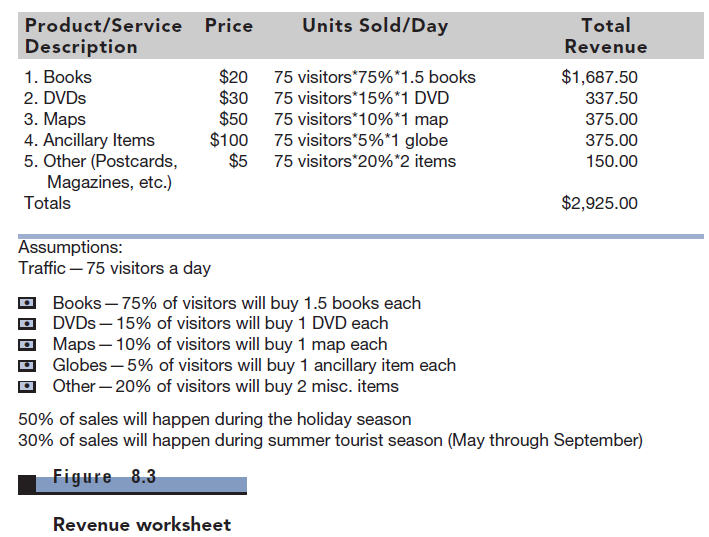 Product/Service Price Units Sold/Day Total
Description Revenue
1. Books $20 75 visitors*75%*1.5 books $1,687.50
2. DVDs $30 75 visitors*15%*1 DVD 337.50
3. Maps $50 75 visitors*10%*1 map 375.00
4. Ancillary Items $100 75 visitors*5%*1 globe 375.00
5. Other (Postcards, $5 75 visitors*20%*2 items 150.00
Magazines, etc.)
Totals $2,925.00
Assumptions:
Traffic — 75 visitors a day
Books — 75% of visitors will buy 1.5 books each
DVDs — 15% of visitors will buy 1 DVD each
Maps — 10% of visitors will buy 1 map each
Globes — 5% of visitors will buy 1 ancillary item each
Other — 20% of visitors will buy 2 misc. items
50% of sales will happen during the holiday season
30% of sales will happen during summer tourist season (May through September)
Figure 8.3
Revenue worksheet